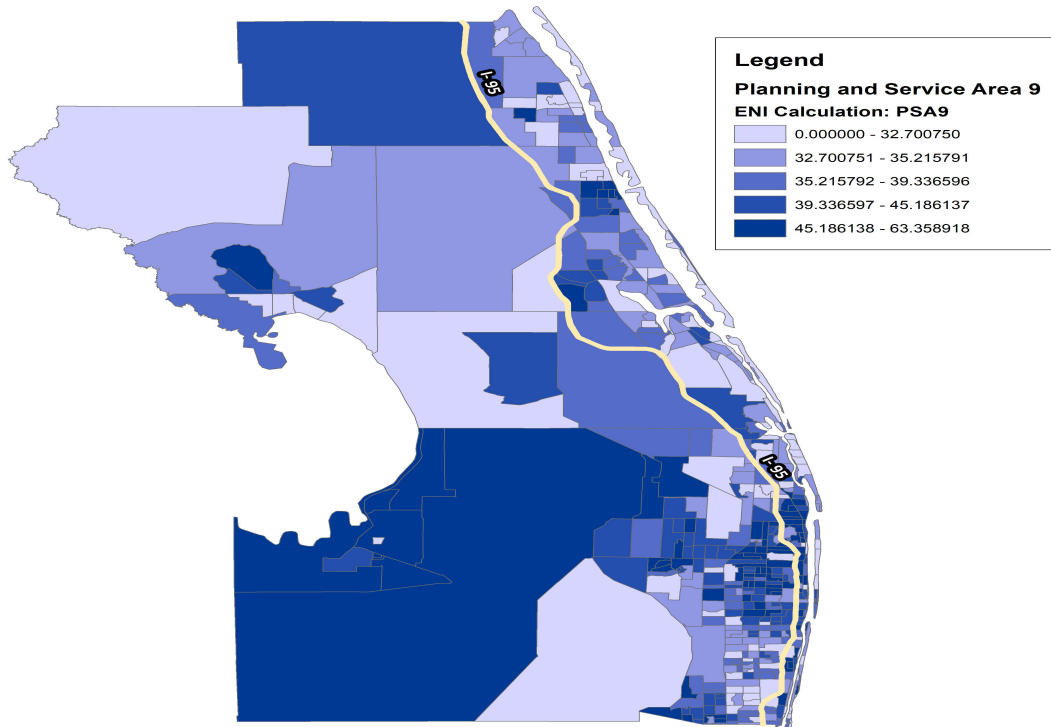 I-95
Legend
Planning and Service Area 9
ENI Calculation: PSA9
0.000000 - 32.700750
32.700751 - 35.215791
35.215792 - 39.336596
39.336597 - 45.186137
45.186138 - 63.358918
I-95